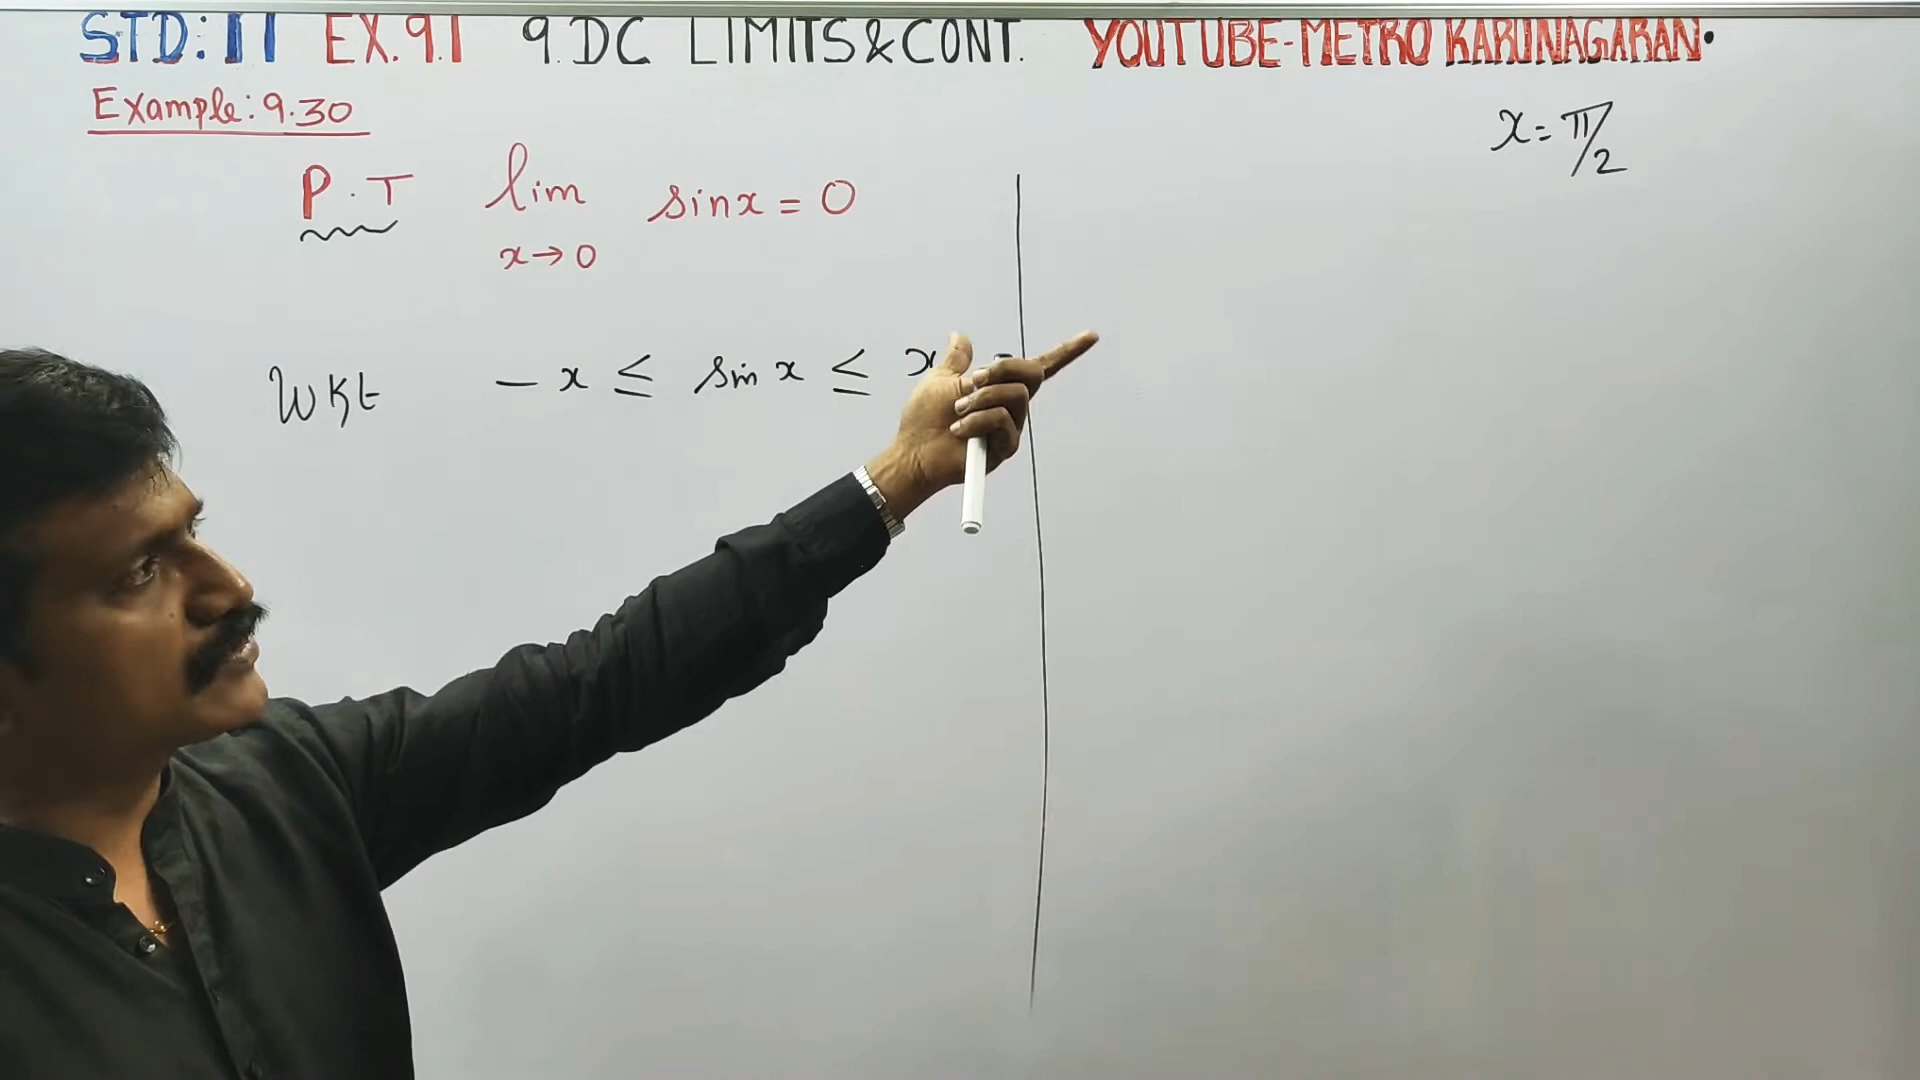 STD: 11 EX. 9.1 9. DC LIMITS & CONT. YOUTUBE-METRO KARUNAGARAN.
Example: 9.30
x = π/2
P.T lim sinx = 0
x → 0
WKt - x ≤ sin x ≤ x